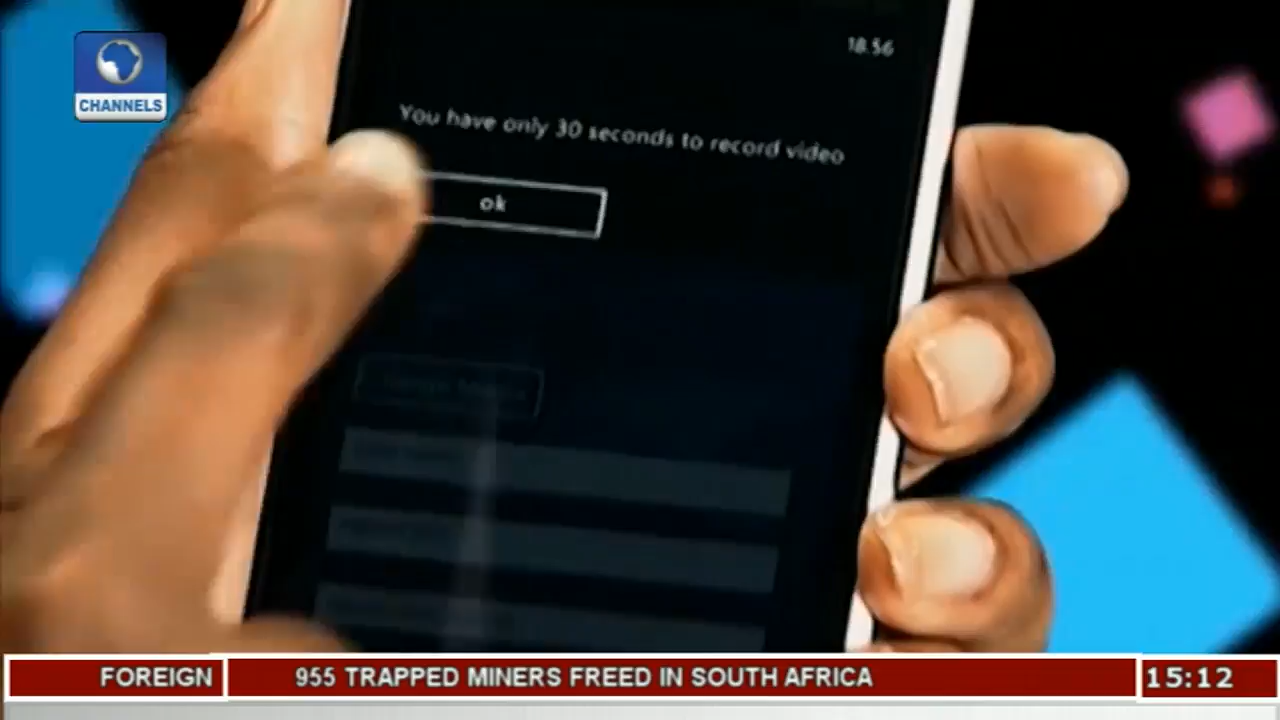 CHANNELS
18.56
You have only 30 seconds to record video
ok
FOREIGN
955 TRAPPED MINERS FREED IN SOUTH AFRICA
15:12